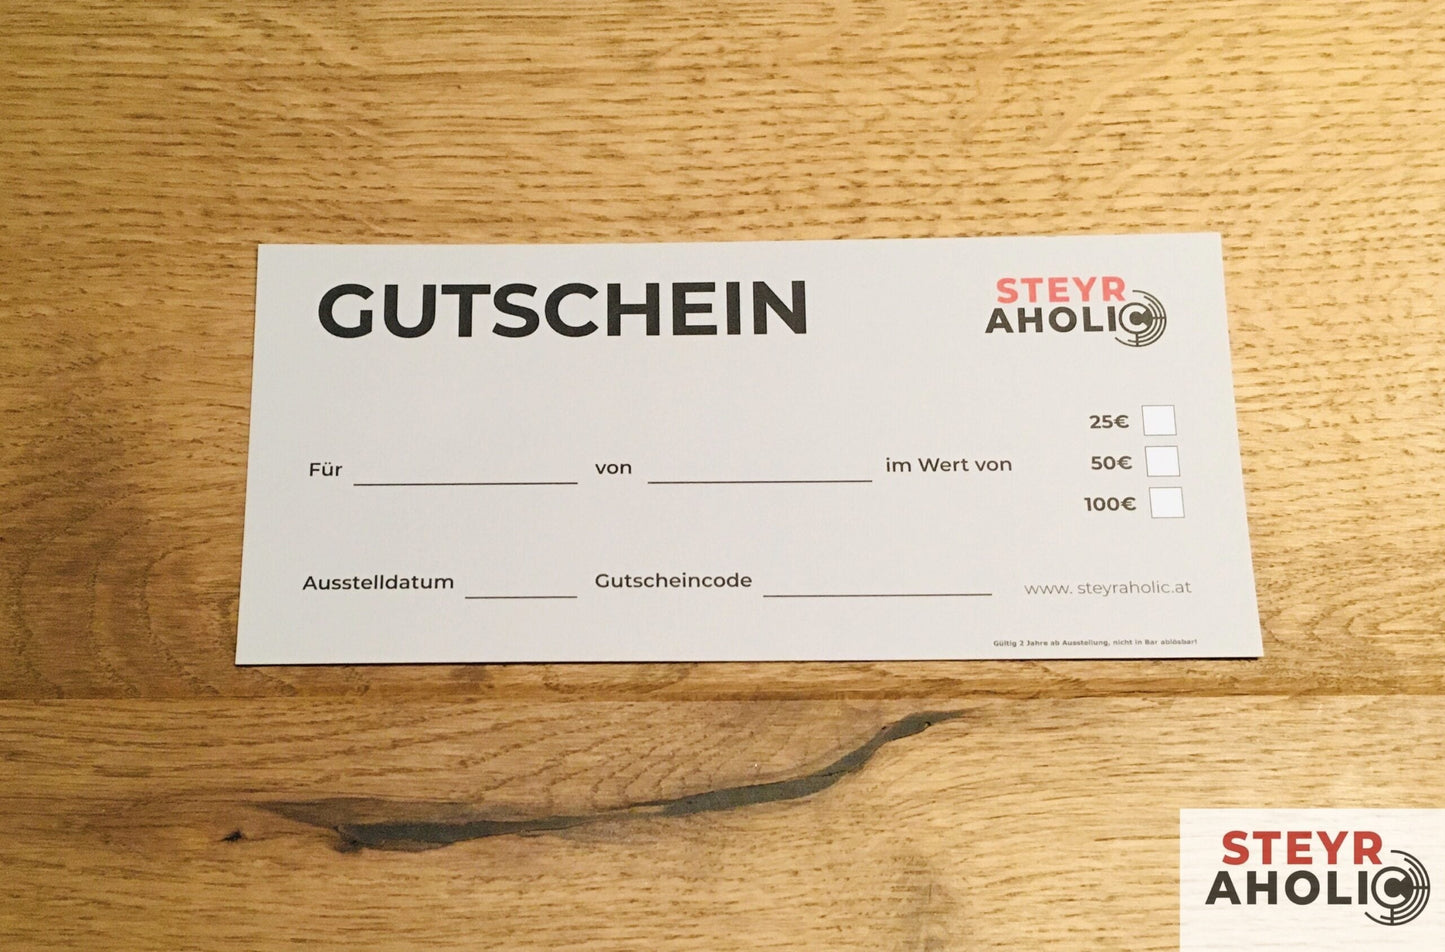 GUTSCHEIN
STEYR
AHOLIC
25€
Für von im Wert von 50€
100€
Ausstelldatum Gutscheincode www. steyraholic.at
Gültig 2 Jahre ab Ausstellung, nicht in Bar ablösbar!
STEYR
AHOLIC